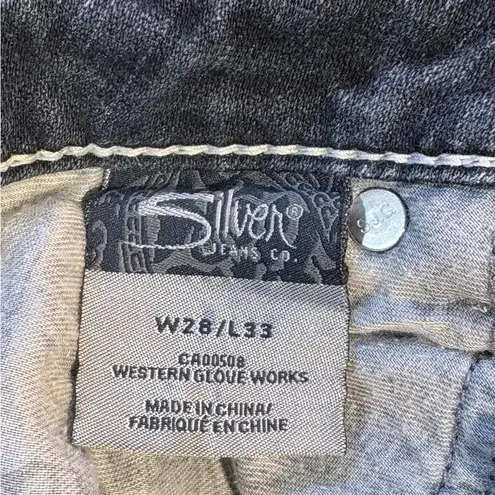 Silver®
JEANS CO.
SJC
W28/L33
CA00508
WESTERN GLOVE WORKS
MADE IN CHINA/
FABRIQUÉ EN CHINE